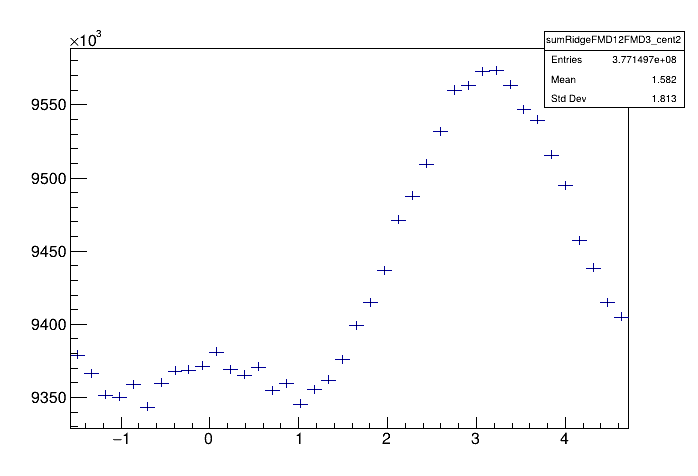 ×10³
sumRidgeFMD12FMD3_cent2
Entries 3.771497e+08
Mean 1.582
Std Dev 1.813
9550
9500
9450
9400
9350
−1 0 1 2 3 4